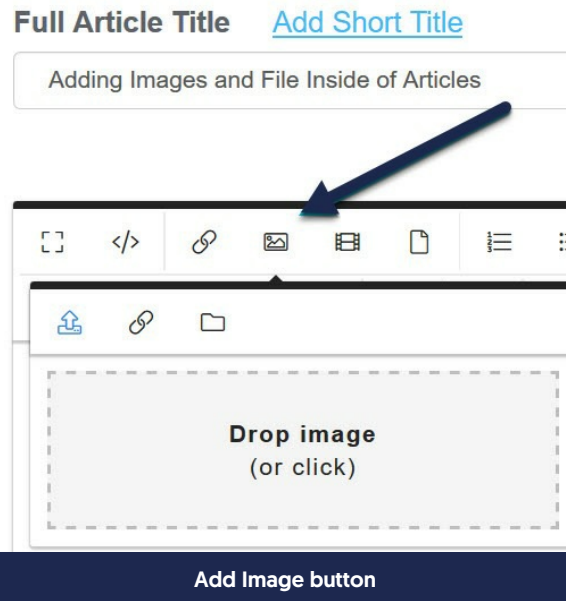 Full Article Title Add Short Title
Adding Images and File Inside of Articles
Drop image
(or click)
Add Image button